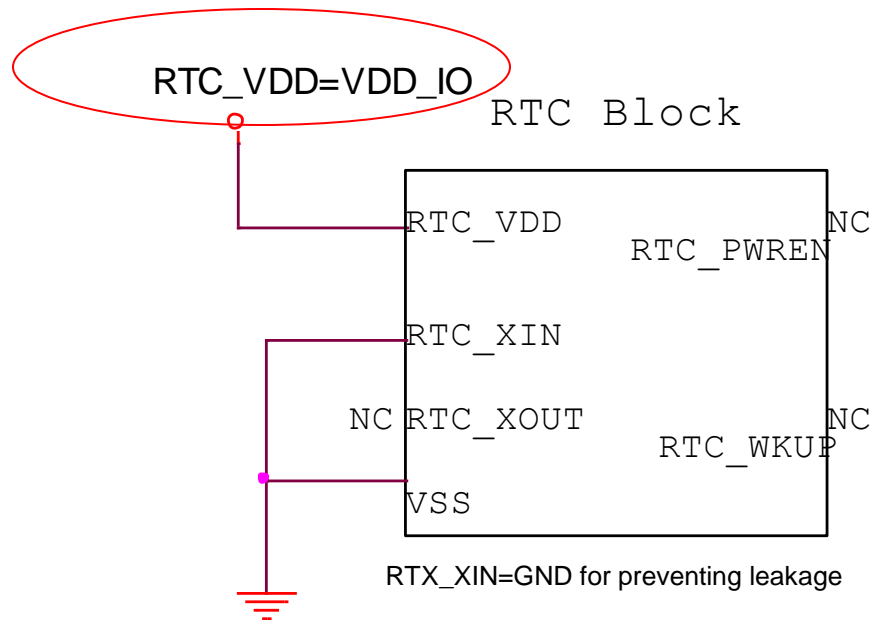 RTC_VDD=VDD_IO
RTC Block
RTC_VDD
NC
RTC_PWREN
RTC_XIN
NC RTC_XOUT
NC
RTC_WKUP
VSS
RTX_XIN=GND for preventing leakage